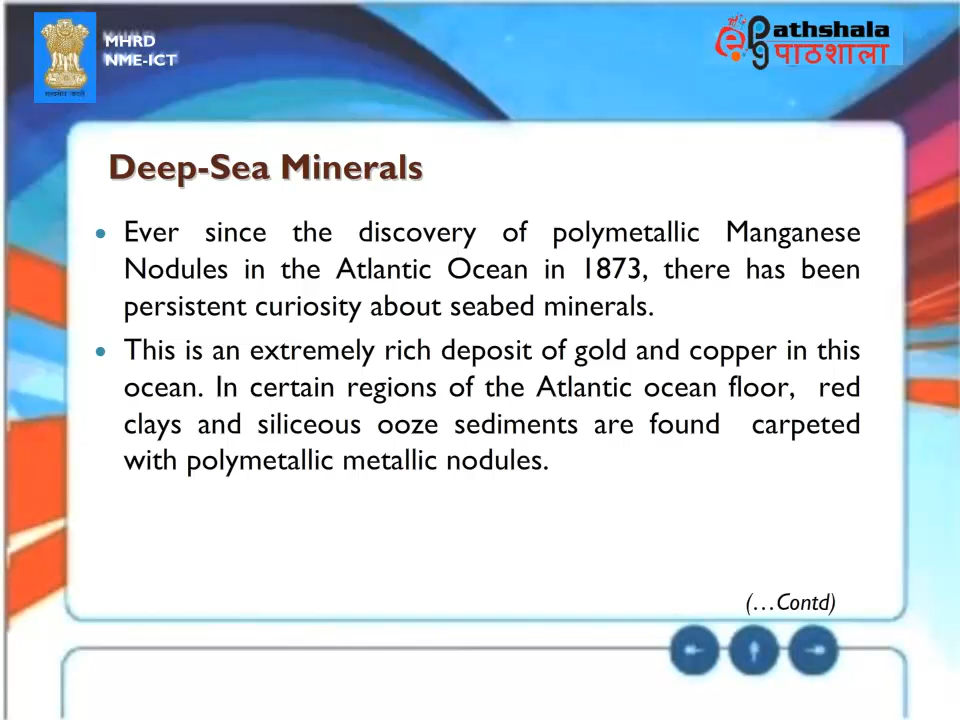 MHRD
NME-ICT
ePathshala
पाठशाला
Deep-Sea Minerals
• Ever since the discovery of polymetallic Manganese
Nodules in the Atlantic Ocean in 1873, there has been
persistent curiosity about seabed minerals.
• This is an extremely rich deposit of gold and copper in this
ocean. In certain regions of the Atlantic ocean floor, red
clays and siliceous ooze sediments are found carpeted
with polymetallic metallic nodules.
(…Contd)